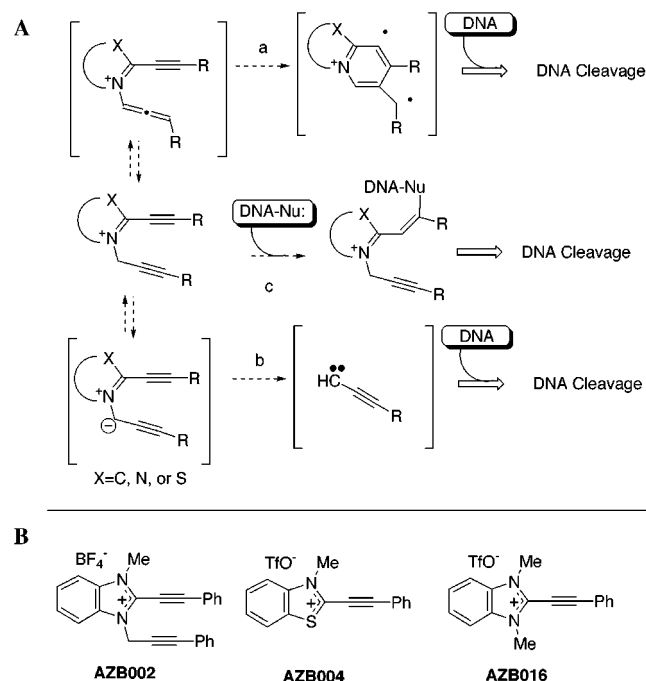 A
X
N
+
R
R
a
X
N
+
R
R
DNA
DNA Cleavage
X
N
+
R
R
DNA-Nu:
c
DNA-Nu
X
N
+
R
R
DNA Cleavage
X
N
+
R
R
b
HC
R
DNA
DNA Cleavage
X=C, N, or S
B
BF4-
Me
N
+
N
Ph
Ph
AZB002
TfO-
Me
N
+
S
Ph
AZB004
TfO-
Me
N
+
N
Me
Ph
AZB016